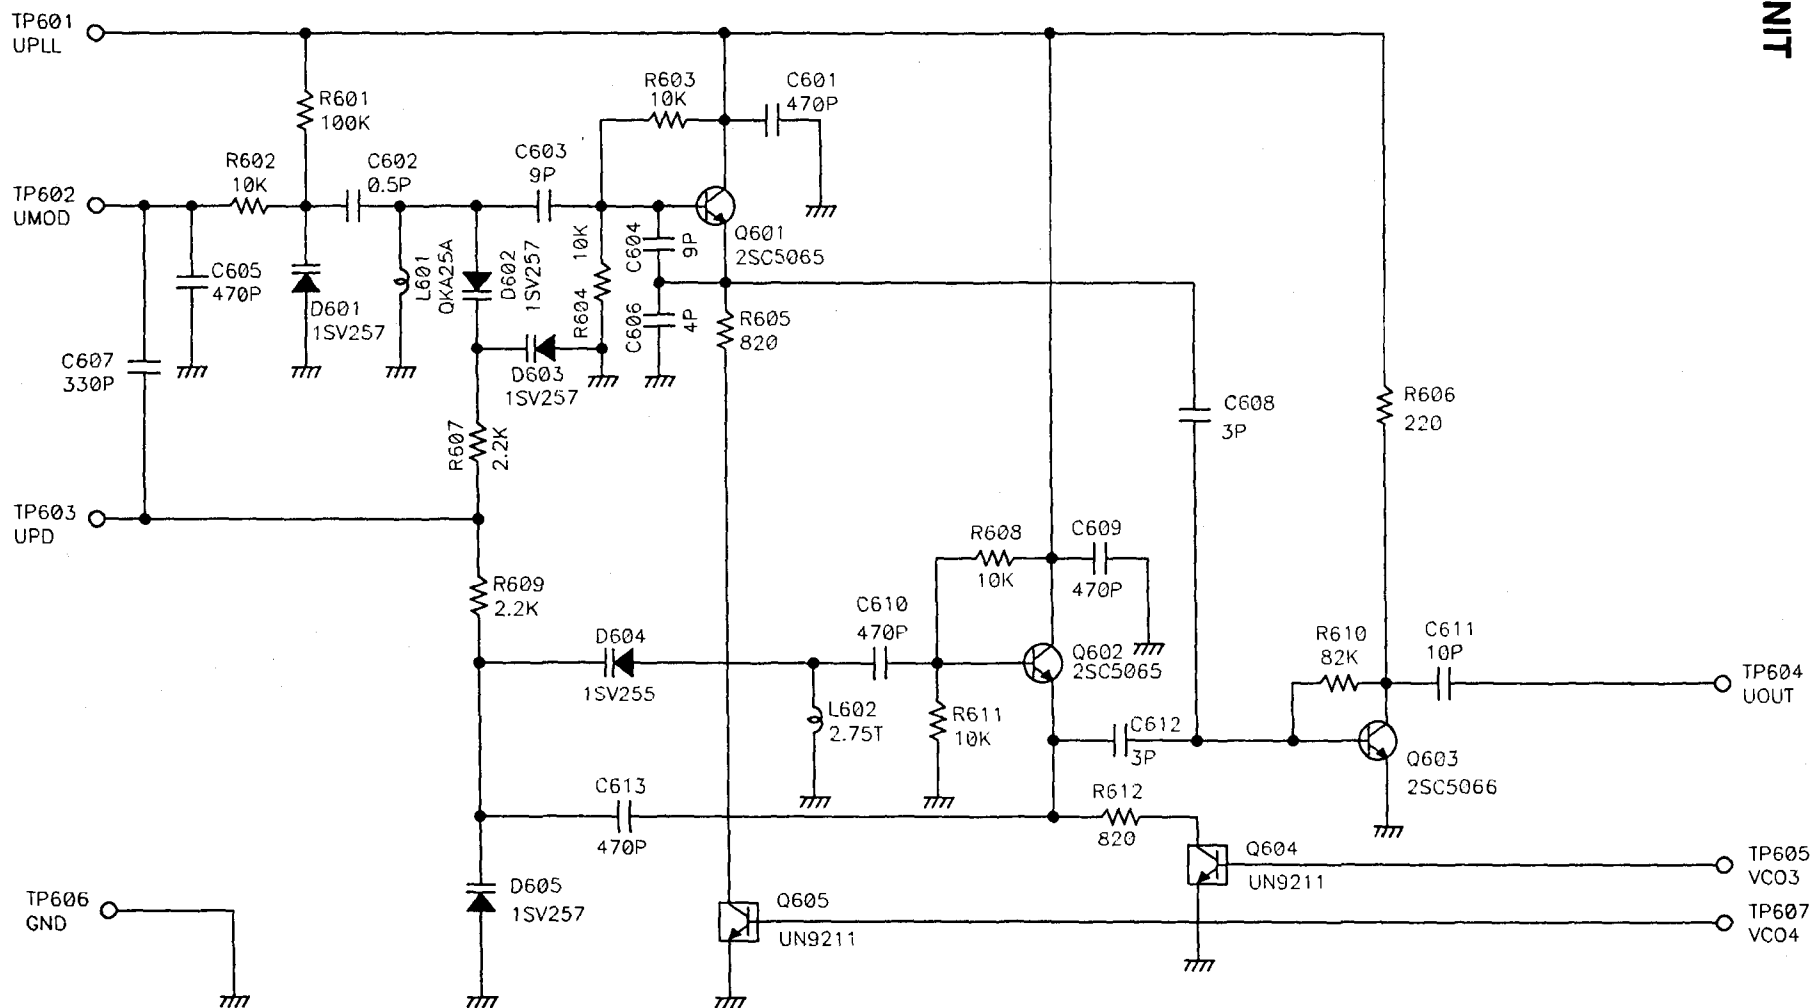 TP601
UPLL
NIT
R601
100K
R603
10K
C601
470P
R602
10K
C602
0.5P
C603
9P
TP602
UMOD
C605
470P
D601
1SV257
L601
QKA25A
D602
1SV257
10K
R604
C604
9P
Q601
2SC5065
C606
4P
R605
820
C607
330P
D603
1SV257
R607
2.2K
C608
3P
R606
220
TP603
UPD
R609
2.2K
R608
10K
C609
470P
C610
470P
D604
1SV255
Q602
2SC5065
R610
82K
C611
10P
TP604
UOUT
L602
2.75T
R611
10K
C612
3P
Q603
2SC5066
C613
470P
R612
820
Q604
UN9211
TP605
VCO3
D605
1SV257
Q605
UN9211
TP607
VCO4
TP606
GND